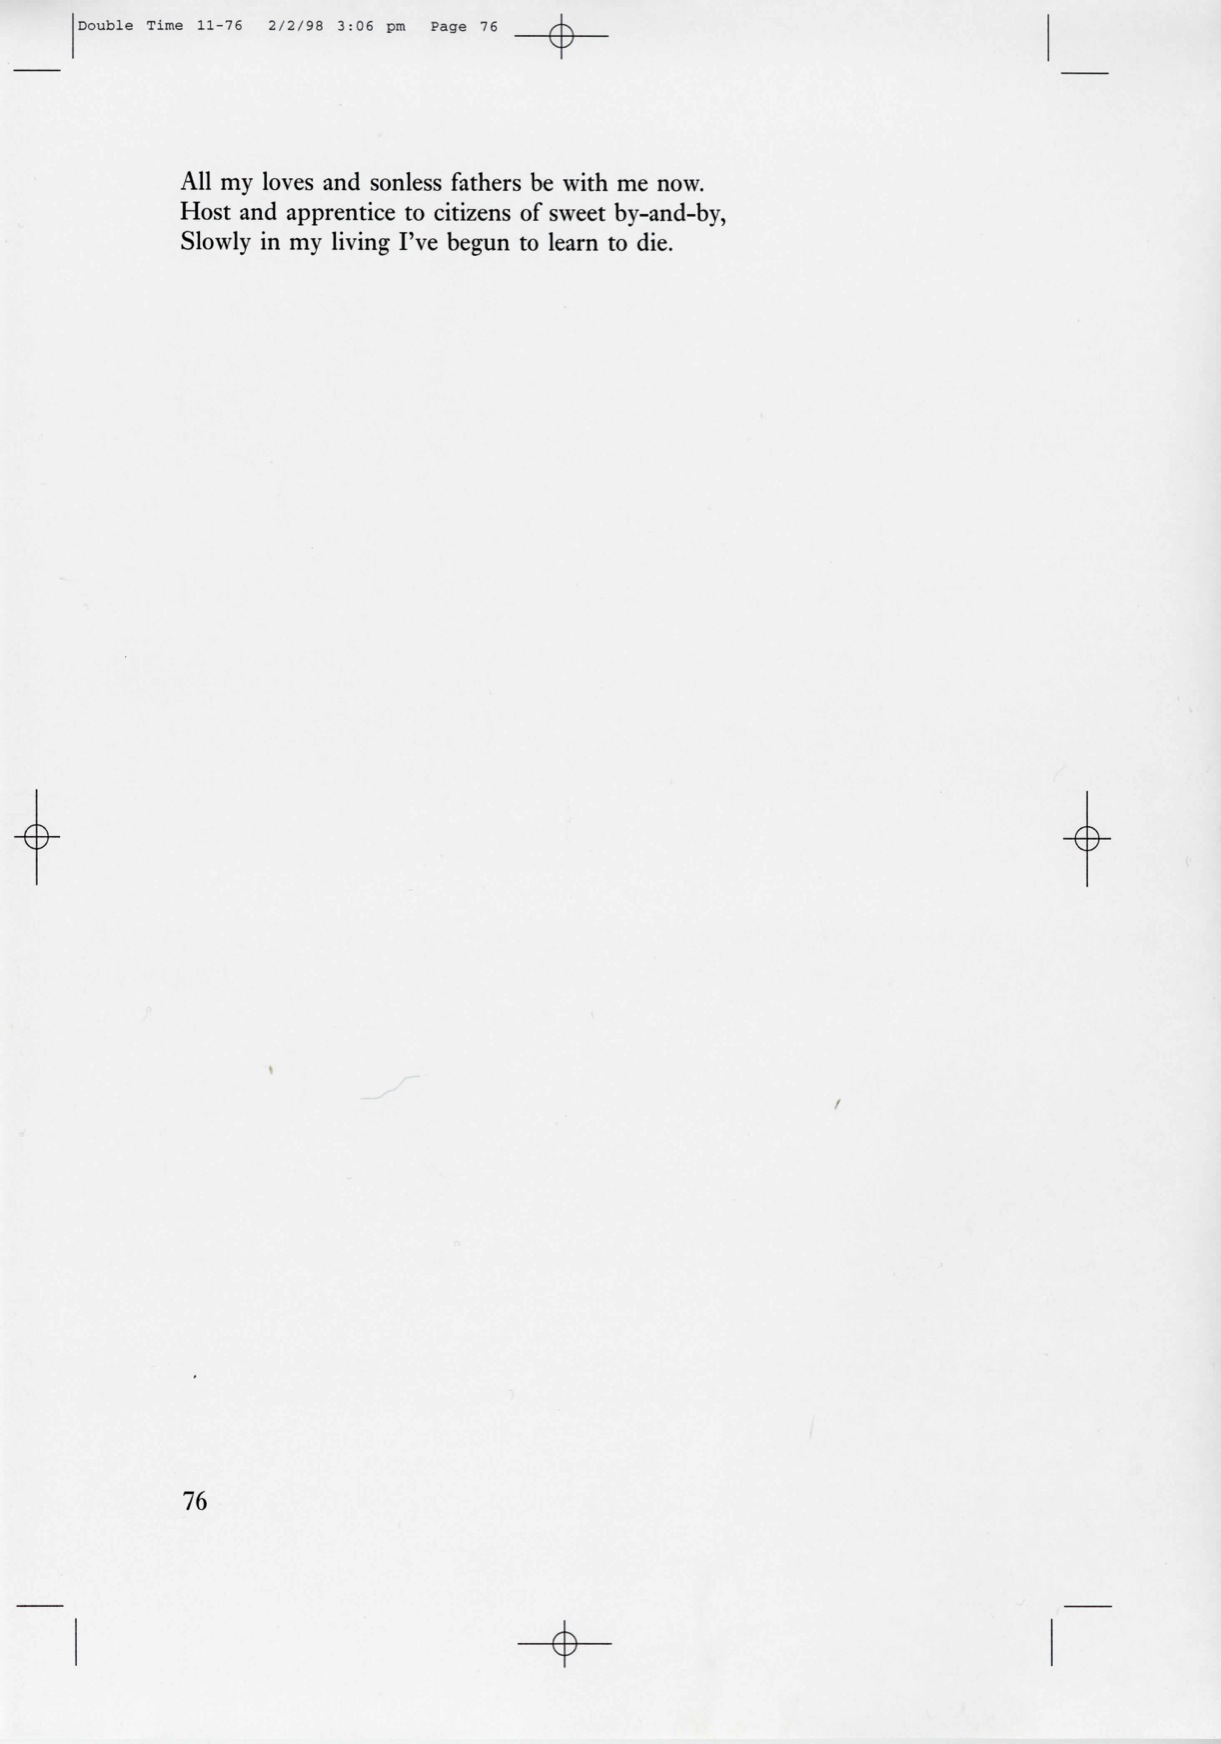 Double Time 11-76 2/2/98 3:06 pm Page 76
All my loves and sonless fathers be with me now.
Host and apprentice to citizens of sweet by-and-by,
Slowly in my living I’ve begun to learn to die.
76